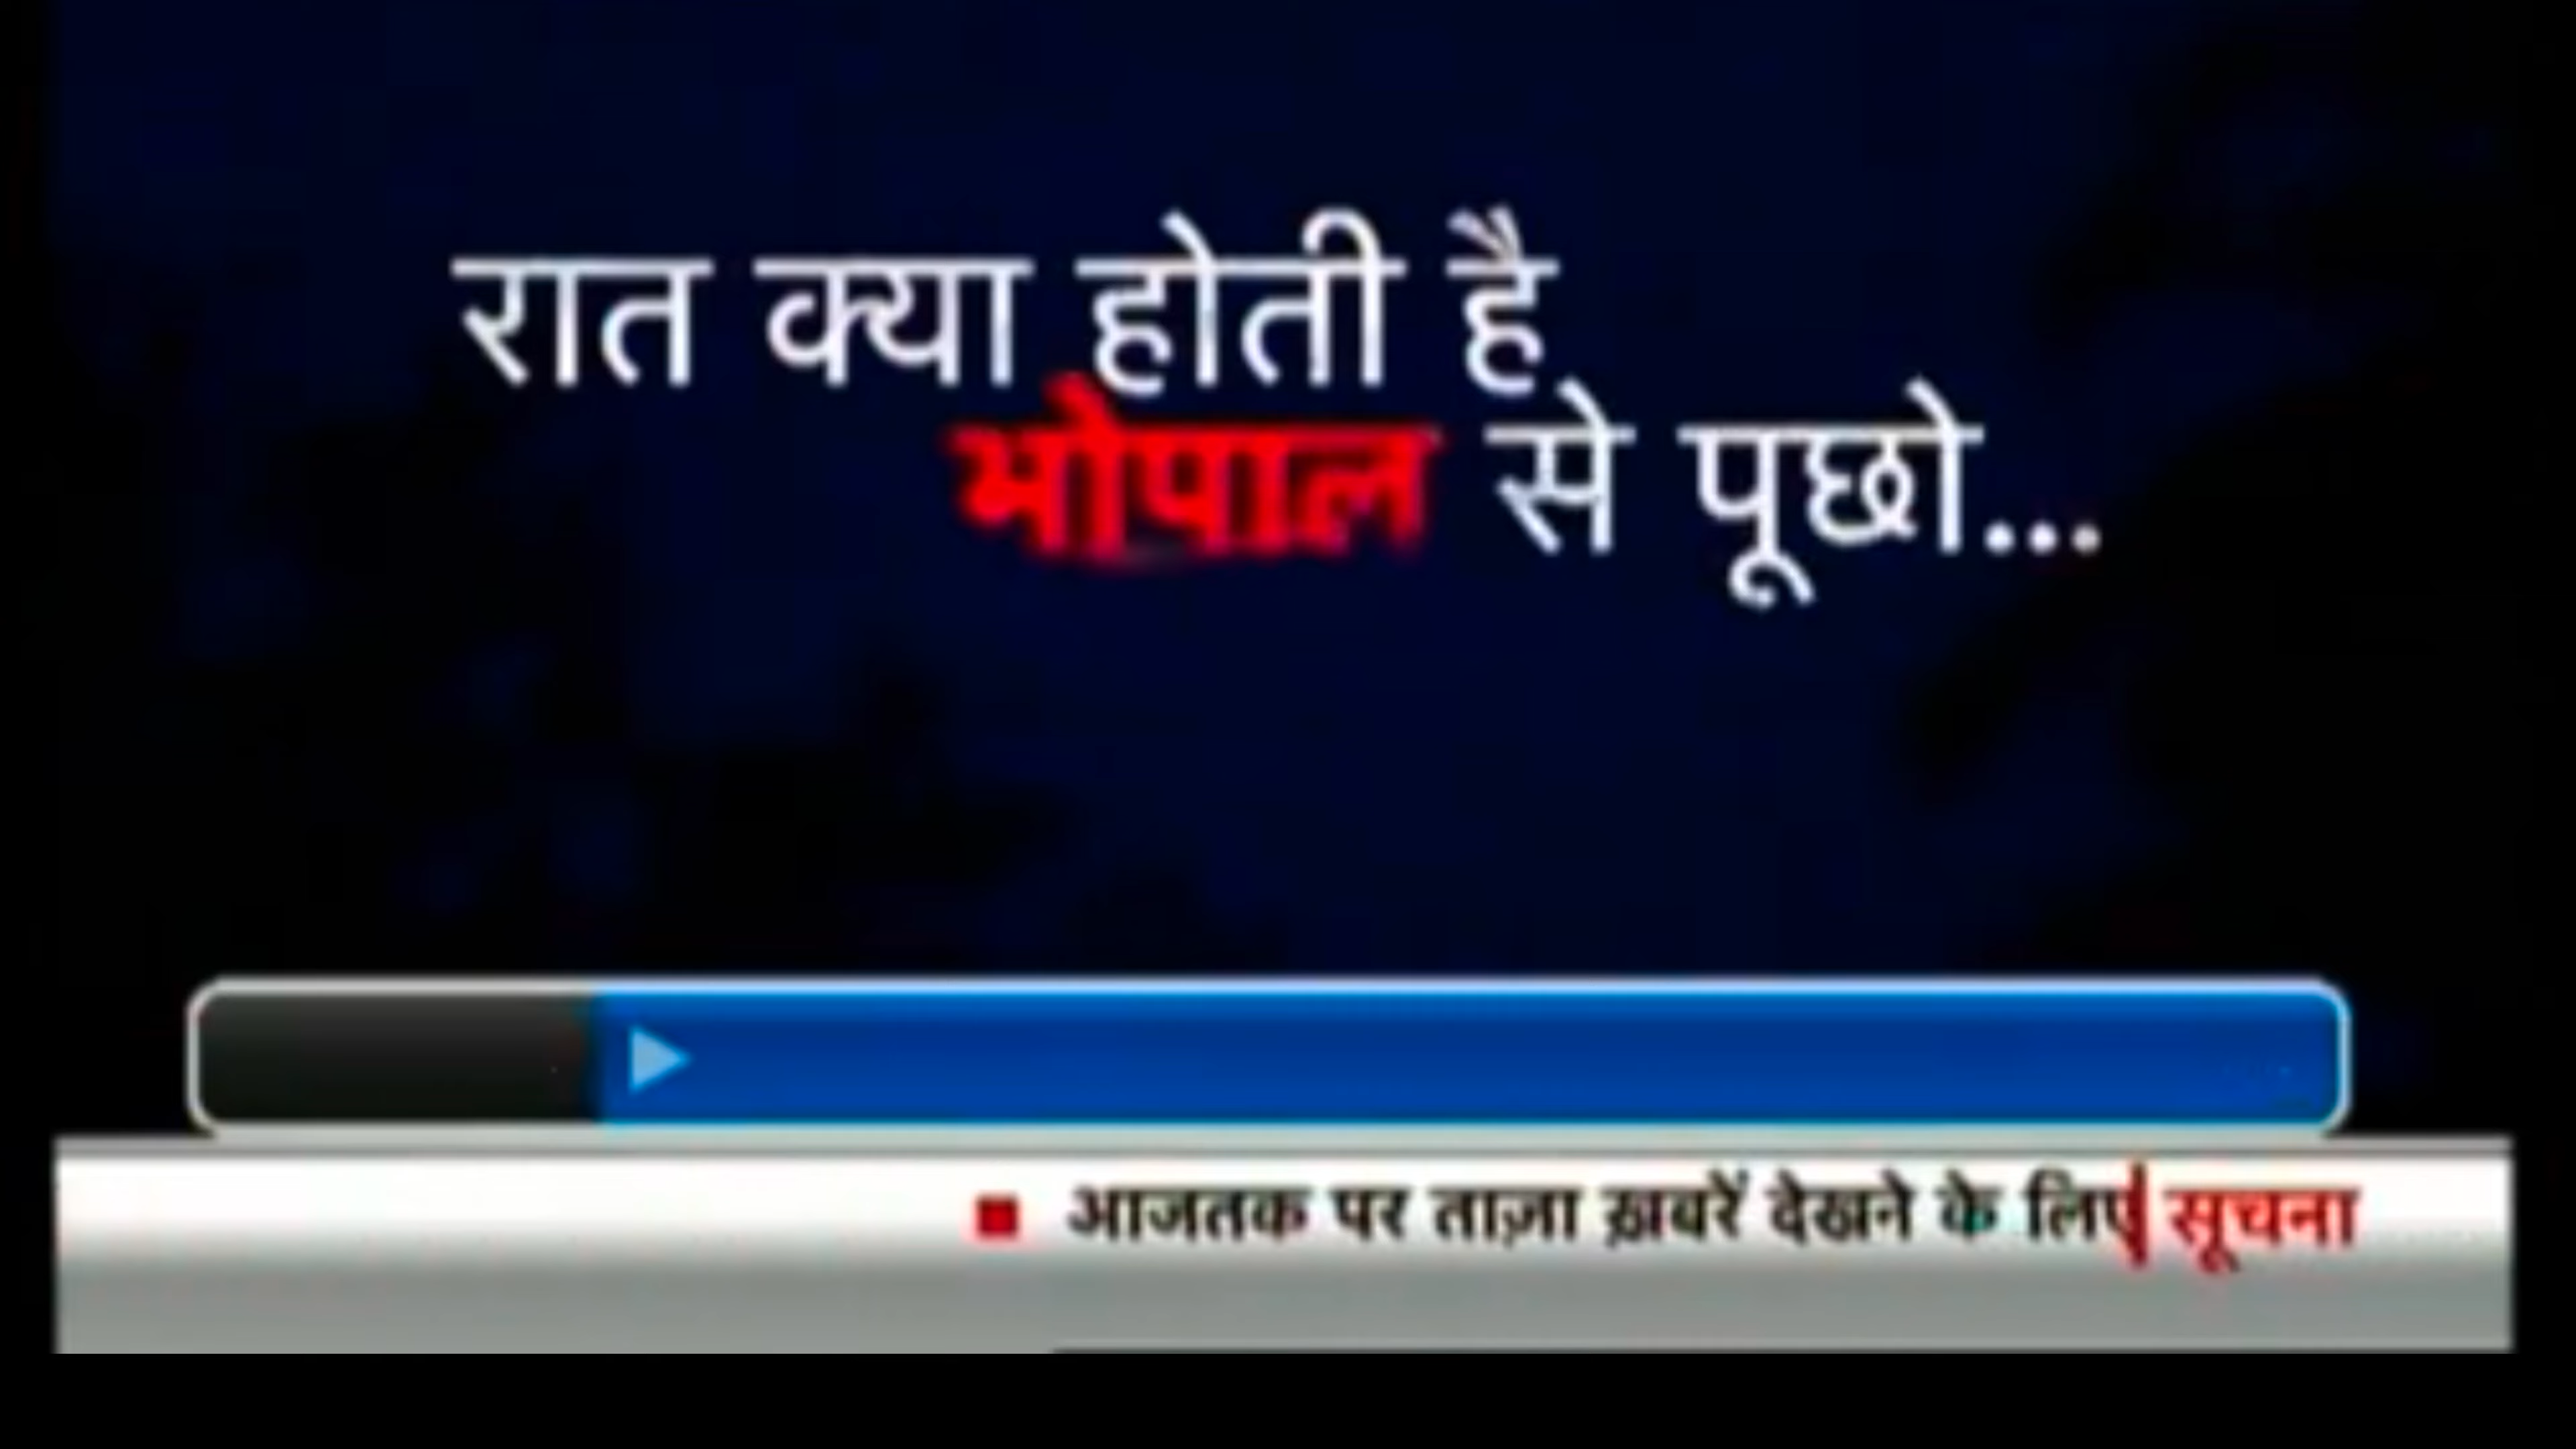 रात क्या होती है
भोपाल से पूछो...
■ आजतक पर ताज़ा ख़बरें देखने के लिए सूचना